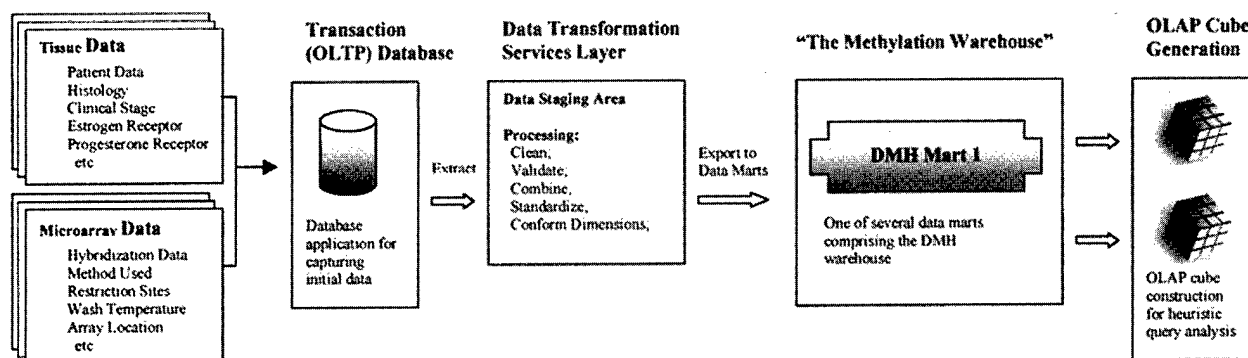 Tissue Data
Patient Data
Histology
Clinical Stage
Estrogen Receptor
Progesterone Receptor
etc
Microarray Data
Hybridization Data
Method Used
Restriction Sites
Wash Temperature
Array Location
etc
Transaction
(OLTP) Database
Database
application for
capturing
initial data
Extract
Data Transformation
Services Layer
Data Staging Area
Processing:
Clean;
Validate;
Combine,
Standardize,
Conform Dimensions;
Export to
Data Marts
"The Methylation Warehouse"
DMH Mart 1
One of several data marts
comprising the DMH
warehouse
OLAP Cube
Generation
OLAP cube
construction
for heuristic
query analysis